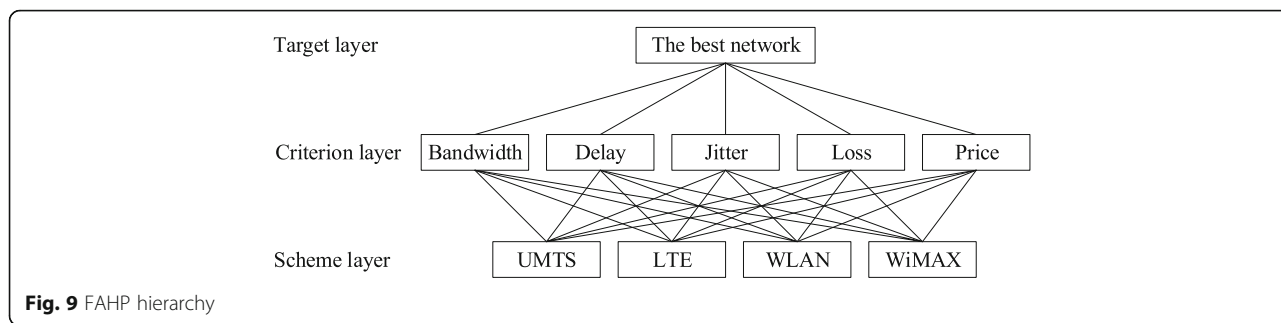 Target layer The best network
Criterion layer Bandwidth Delay Jitter Loss Price
Scheme layer UMTS LTE WLAN WiMAX
Fig. 9 FAHP hierarchy